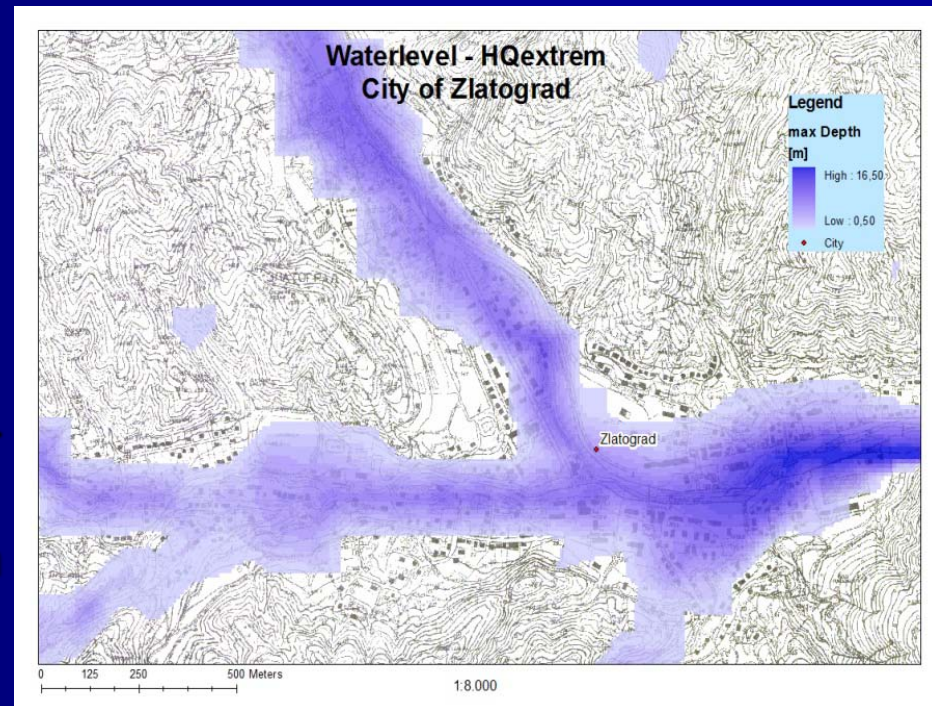 Waterlevel - HQextrem
City of Zlatograd
Legend
max Depth
[m]
High : 16,50
Low : 0,50
City
Zlatograd
0 125 250 500 Meters
1:8.000